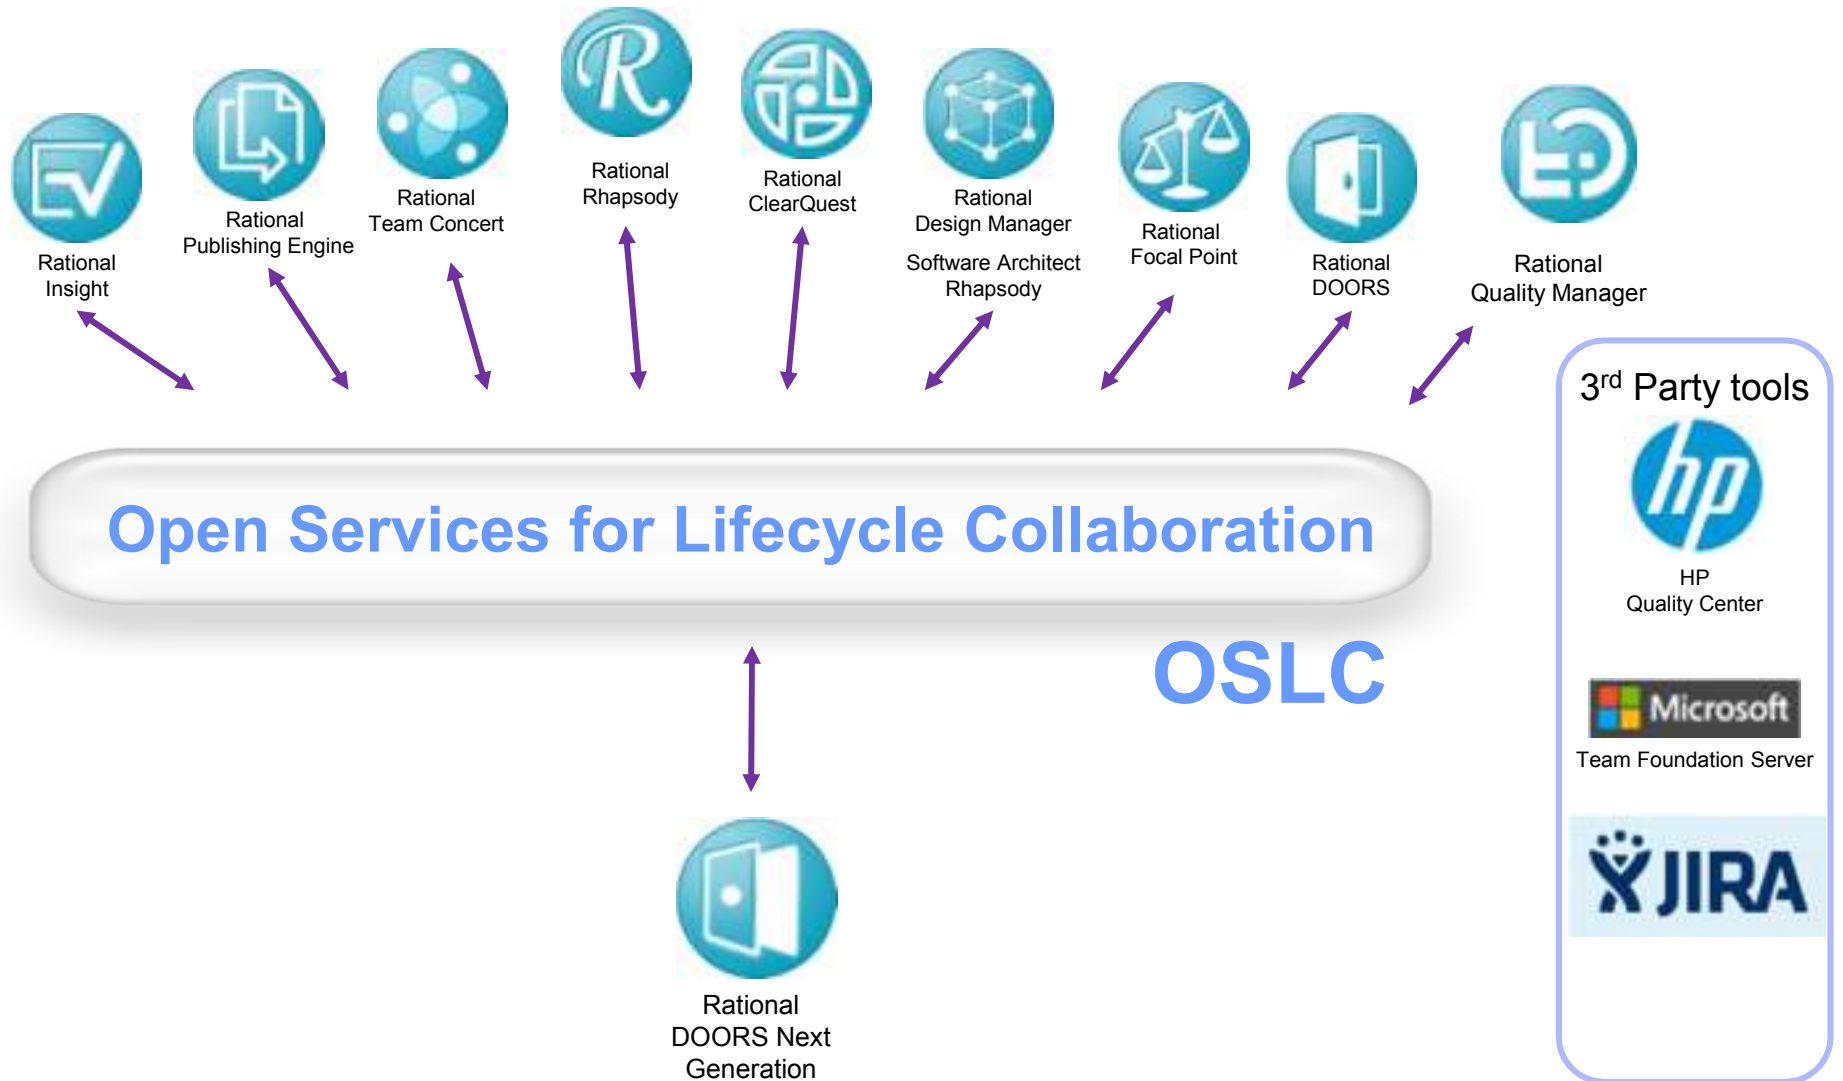 Rational
Insight
Rational
Publishing Engine
Rational
Team Concert
R
Rational
Rhapsody
Rational
ClearQuest
Rational
Design Manager
Software Architect
Rhapsody
Rational
Focal Point
Rational
DOORS
Rational
Quality Manager
Open Services for Lifecycle Collaboration
OSLC
3rd Party tools
hp
HP
Quality Center
Microsoft
Team Foundation Server
JIRA
Rational
DOORS Next
Generation